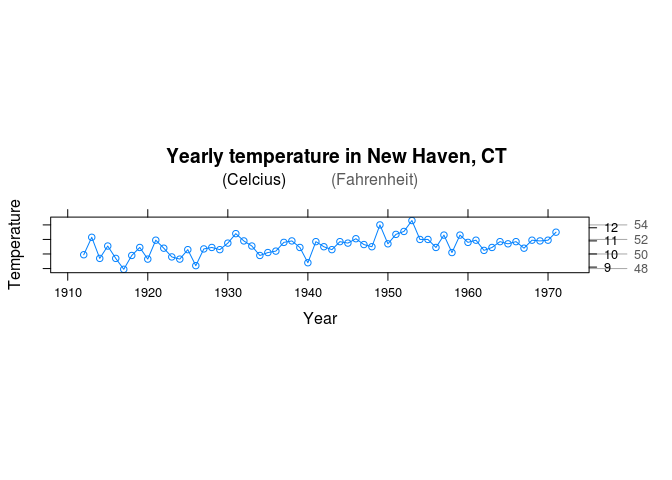 Yearly temperature in New Haven, CT
(Celcius) (Fahrenheit)
Temperature
12 54
11 52
10 50
9 48
1910 1920 1930 1940 1950 1960 1970
Year